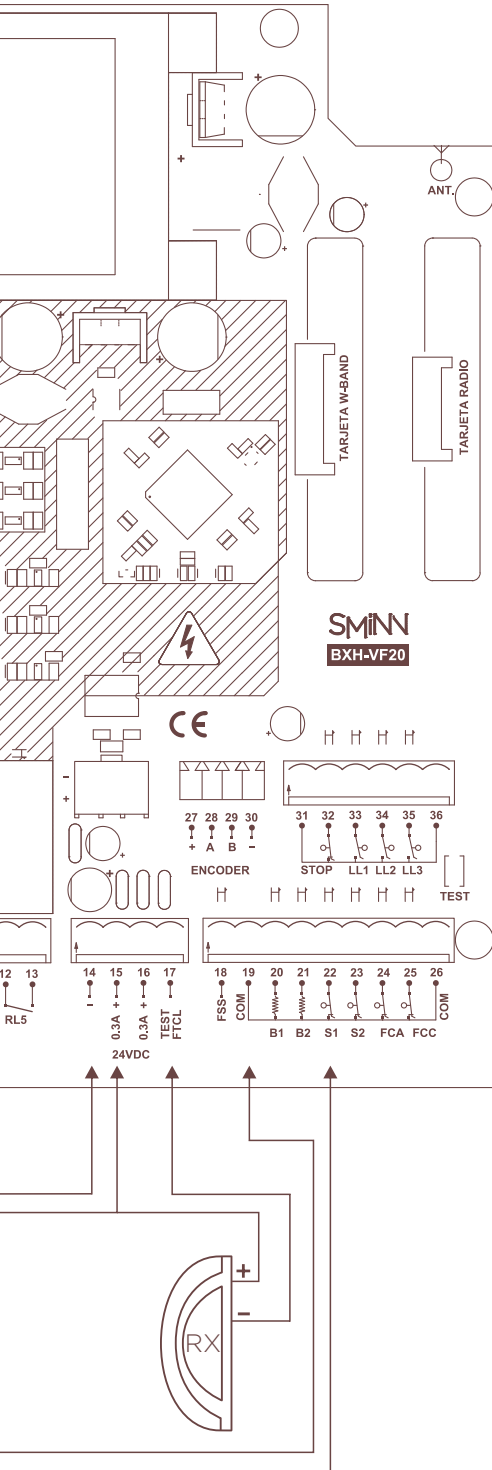 ANT.
TARJETA W-BAND
TARJETA RADIO
SMiNN
BXH-VF20
CE
27 28 29 30
+ A B -
ENCODER
31 32 33 34 35 36
STOP LL1 LL2 LL3
TEST
12 13
RL5
14 15 16 17
- 0.3A + 0.3A + TEST FTCL
24VDC
18 19 20 21 22 23 24 25 26
FSS COM B1 B2 S1 S2 FCA FCC COM
+
-
RX